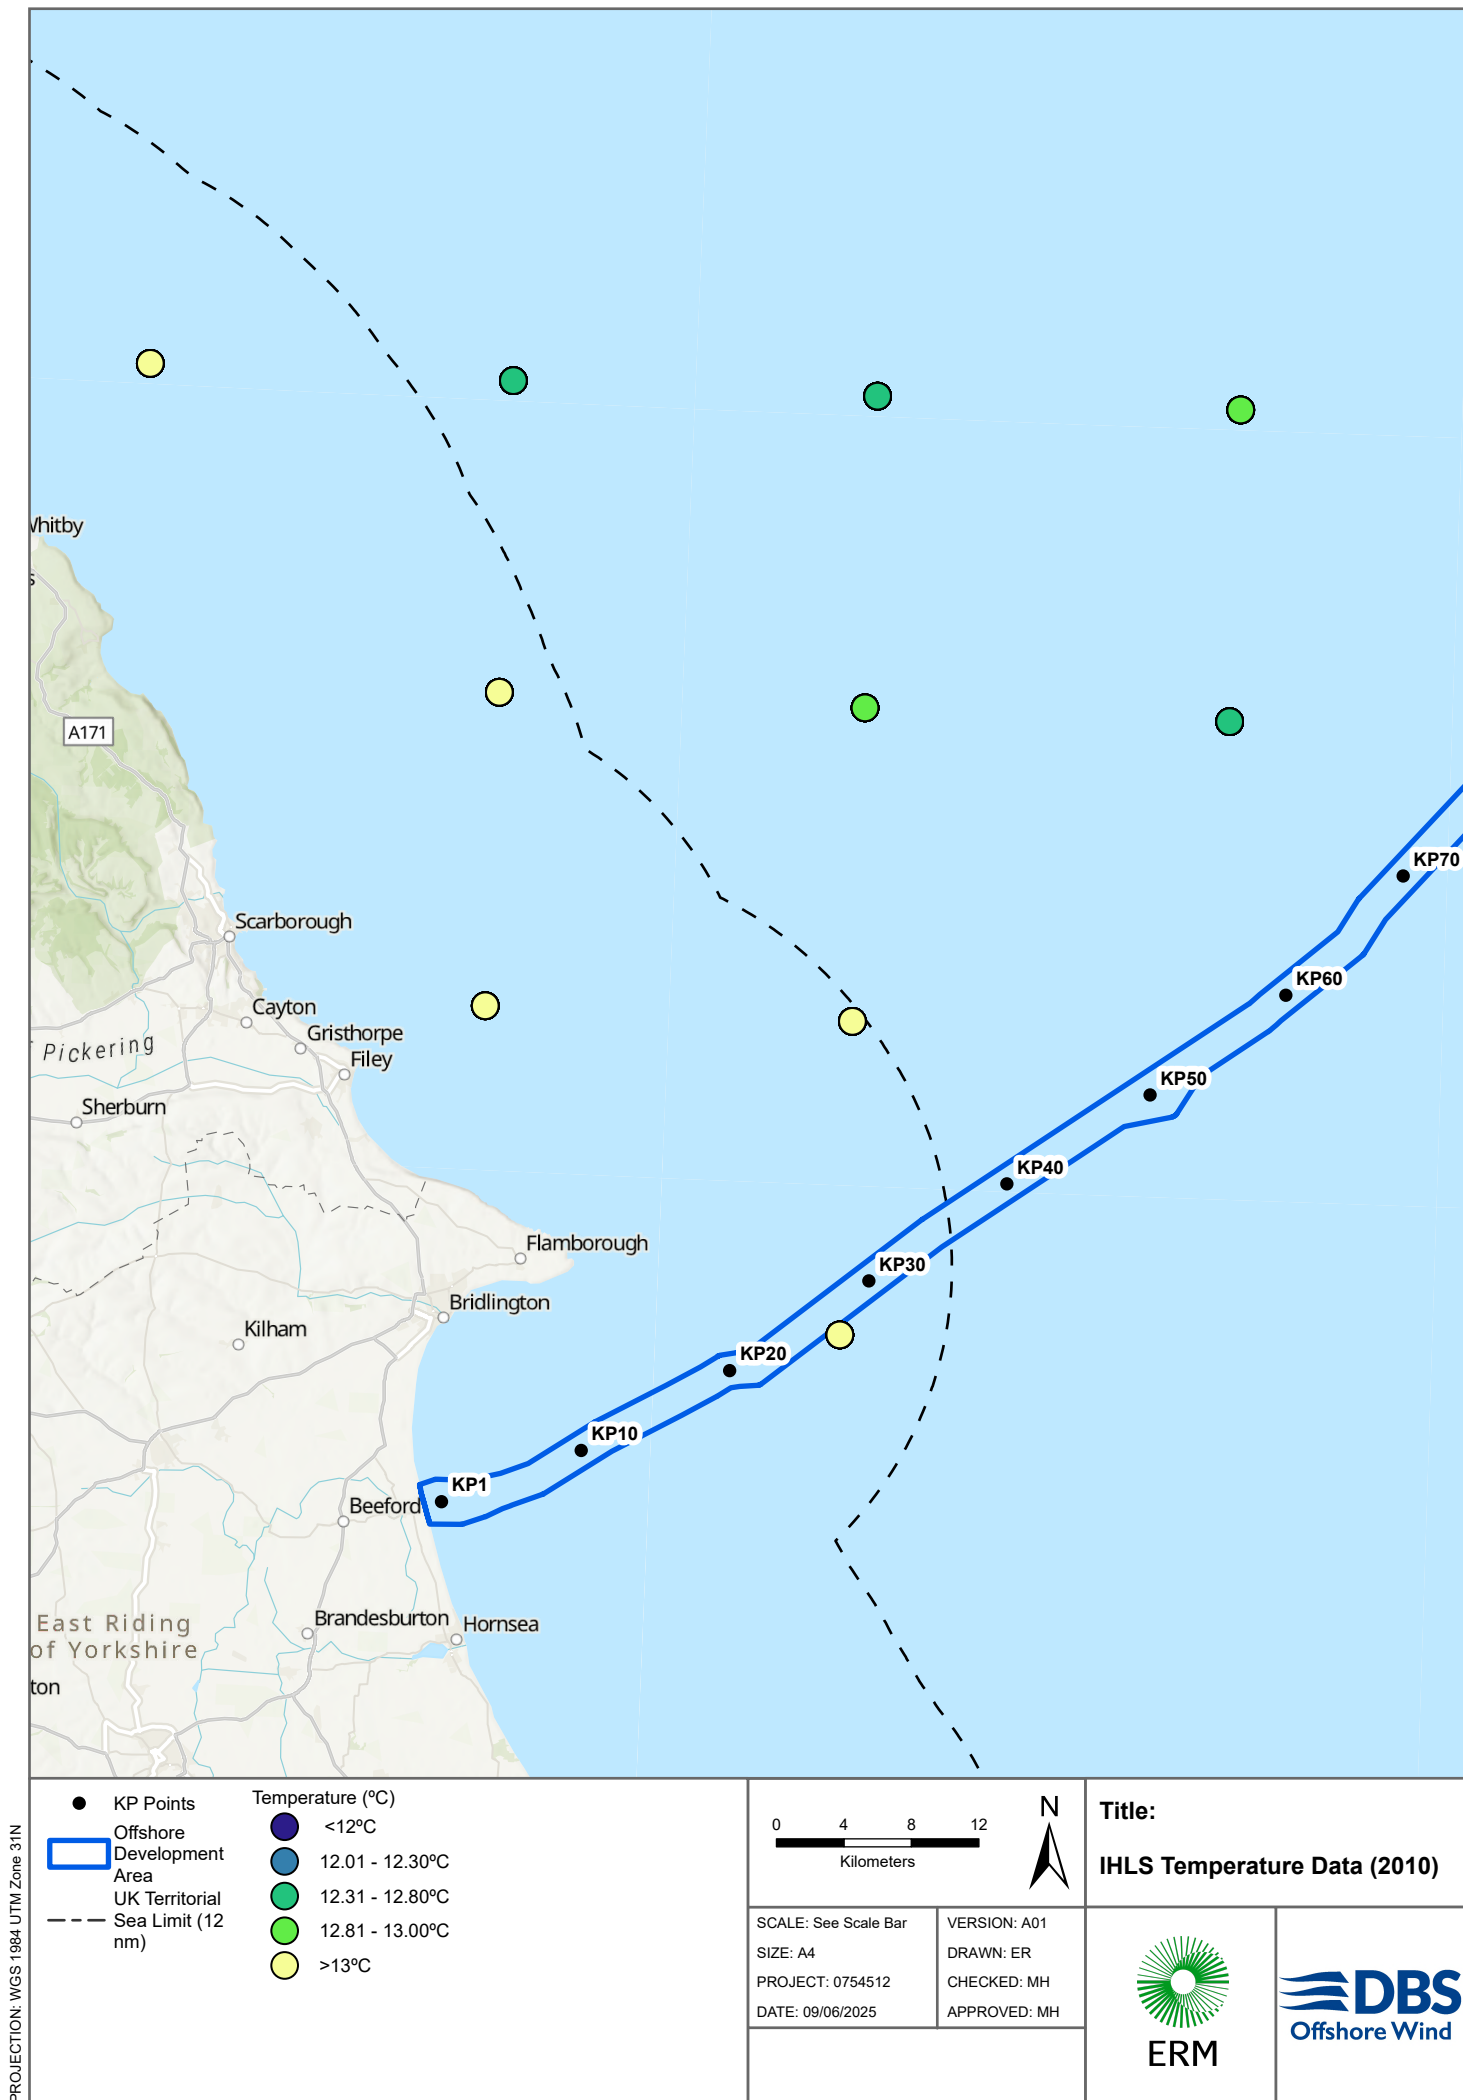 Whitby
s
A171
Scarborough
Cayton
Gristhorpe
Filey
Pickering
Sherburn
Flamborough
Bridlington
Kilham
Beeford
Brandesburton
Hornsea
East Riding
of Yorkshire
ton
KP70
KP60
KP50
KP40
KP30
KP20
KP10
KP1
PROJECTION: WGS 1984 UTM Zone 31N
KP Points
Offshore
Development
Area
UK Territorial
Sea Limit (12
nm)
Temperature (ºC)
<12ºC
12.01 - 12.30ºC
12.31 - 12.80ºC
12.81 - 13.00ºC
>13ºC
0 4 8 12
Kilometers
N
SCALE: See Scale Bar
SIZE: A4
PROJECT: 0754512
DATE: 09/06/2025
VERSION: A01
DRAWN: ER
CHECKED: MH
APPROVED: MH
Title:
IHLS Temperature Data (2010)
ERM
DBS
Offshore Wind